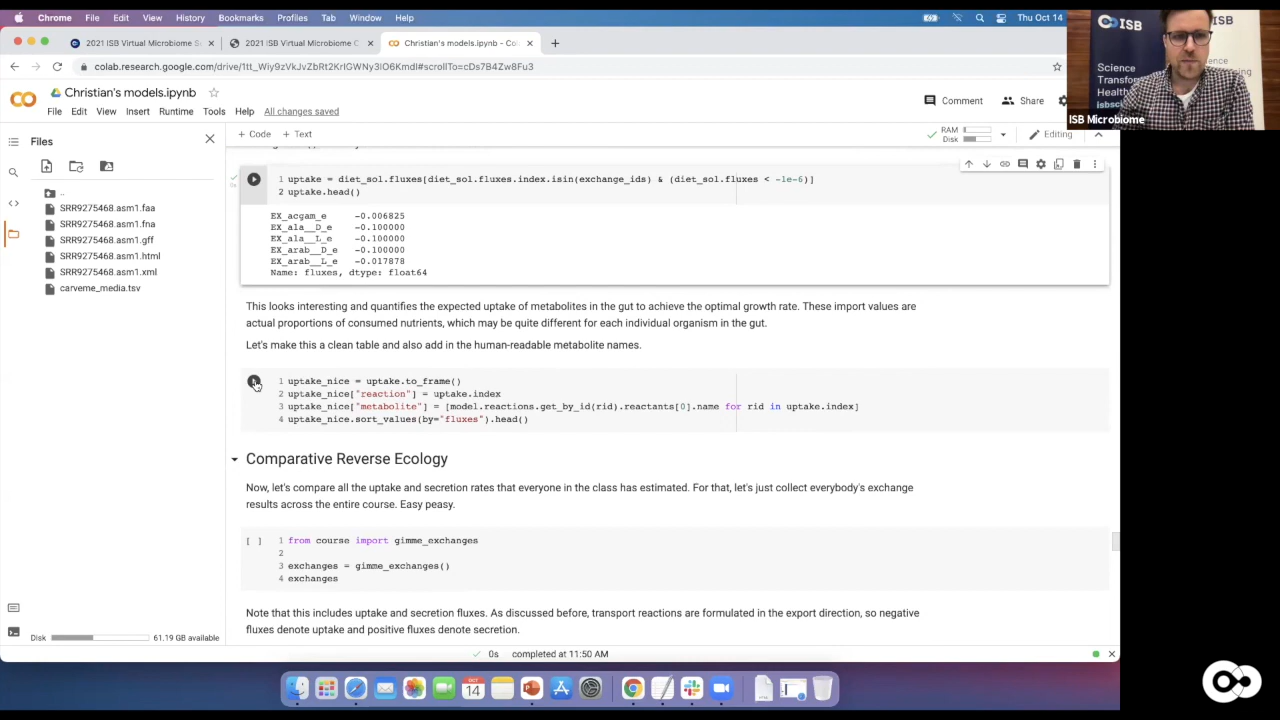 Chrome File Edit View History Bookmarks Profiles Tab Window Help Thu Oct 14
2021 ISB Virtual Microbiome S 2021 ISB Virtual Microbiome C Christian's models.ipynb - Col
colab.research.google.com/drive/1tt_Wiy9zVkJvZbRt2KrIGWNy3iO6KmdI#scrollTo=cDs7B4Zw8Fu3
Christian's models.ipynb
File Edit View Insert Runtime Tools Help All changes saved
Comment Share
ISB
ISB
Science
Transfor
Health
isbsci
ISB Microbiome
Files
+ Code + Text
RAM
Disk
Editing
..
SRR9275468.asm1.faa
SRR9275468.asm1.fna
SRR9275468.asm1.gff
SRR9275468.asm1.html
SRR9275468.asm1.xml
carveme_media.tsv
Disk 61.19 GB available
1 uptake = diet_sol.fluxes[diet_sol.fluxes.index.isin(exchange_ids) & (diet_sol.fluxes < -1e-6)]
2 uptake.head()
EX_acgam_e -0.006825
EX_ala__D_e -0.100000
EX_ala__L_e -0.100000
EX_arab__D_e -0.100000
EX_arab__L_e -0.017878
Name: fluxes, dtype: float64
This looks interesting and quantifies the expected uptake of metabolites in the gut to achieve the optimal growth rate. These import values are
actual proportions of consumed nutrients, which may be quite different for each individual organism in the gut.
Let's make this a clean table and also add in the human-readable metabolite names.
1 uptake_nice = uptake.to_frame()
2 uptake_nice["reaction"] = uptake.index
3 uptake_nice["metabolite"] = [model.reactions.get_by_id(rid).reactants[0].name for rid in uptake.index]
4 uptake_nice.sort_values(by="fluxes").head()
Comparative Reverse Ecology
Now, let's compare all the uptake and secretion rates that everyone in the class has estimated. For that, let's just collect everybody's exchange
results across the entire course. Easy peasy.
[ ] 1 from course import gimme_exchanges
2
3 exchanges = gimme_exchanges()
4 exchanges
Note that this includes uptake and secretion fluxes. As discussed before, transport reactions are formulated in the export direction, so negative
fluxes denote uptake and positive fluxes denote secretion.
0s completed at 11:50 AM
OCT
14